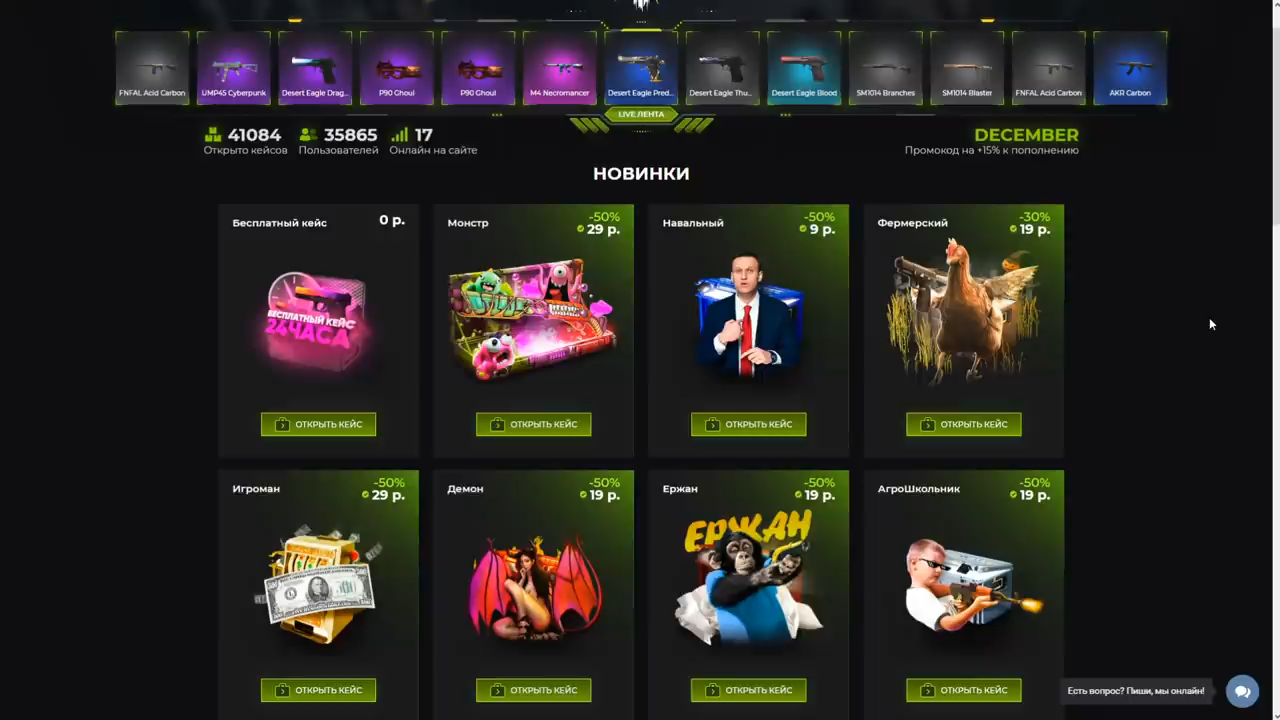 FNFAL Acid Carbon
UMP45 Cyberpunk
Desert Eagle Drag...
P90 Ghoul
P90 Ghoul
M4 Necromancer
Desert Eagle Pred...
Desert Eagle Thu...
Desert Eagle Blood
SM1014 Branches
SM1014 Blaster
FNFAL Acid Carbon
AKR Carbon
LIVE ЛЕНТА
41084
Открыто кейсов
35865
Пользователей
17
Онлайн на сайте
DECEMBER
Промокод на +15% к пополнению
НОВИНКИ
Бесплатный кейс
0 р.
БЕСПЛАТНЫЙ КЕЙС
24ЧАСА
ОТКРЫТЬ КЕЙС
Монстр
-50%
29 р.
ОТКРЫТЬ КЕЙС
Навальный
-50%
9 р.
ОТКРЫТЬ КЕЙС
Фермерский
-30%
19 р.
ОТКРЫТЬ КЕЙС
Игроман
-50%
29 р.
ОТКРЫТЬ КЕЙС
Демон
-50%
19 р.
ОТКРЫТЬ КЕЙС
Ержан
-50%
19 р.
ЕРЖАН
ОТКРЫТЬ КЕЙС
АгроШкольник
-50%
19 р.
ОТКРЫТЬ КЕЙС
Есть вопрос? Пиши, мы онлайн!